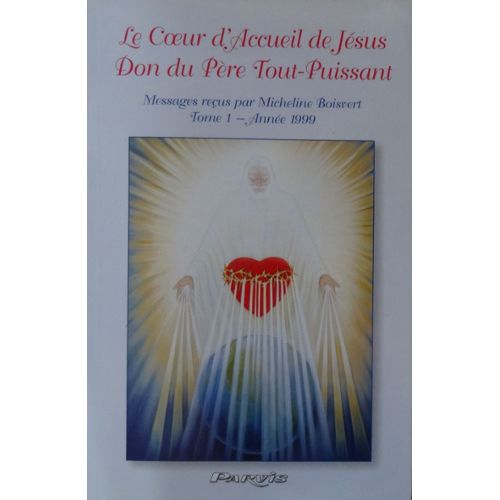 Le Cœur d'Accueil de Jésus
Don du Père Tout-Puissant
Messages reçus par Micheline Boisvert
Tome 1 – Année 1999
PARVIS